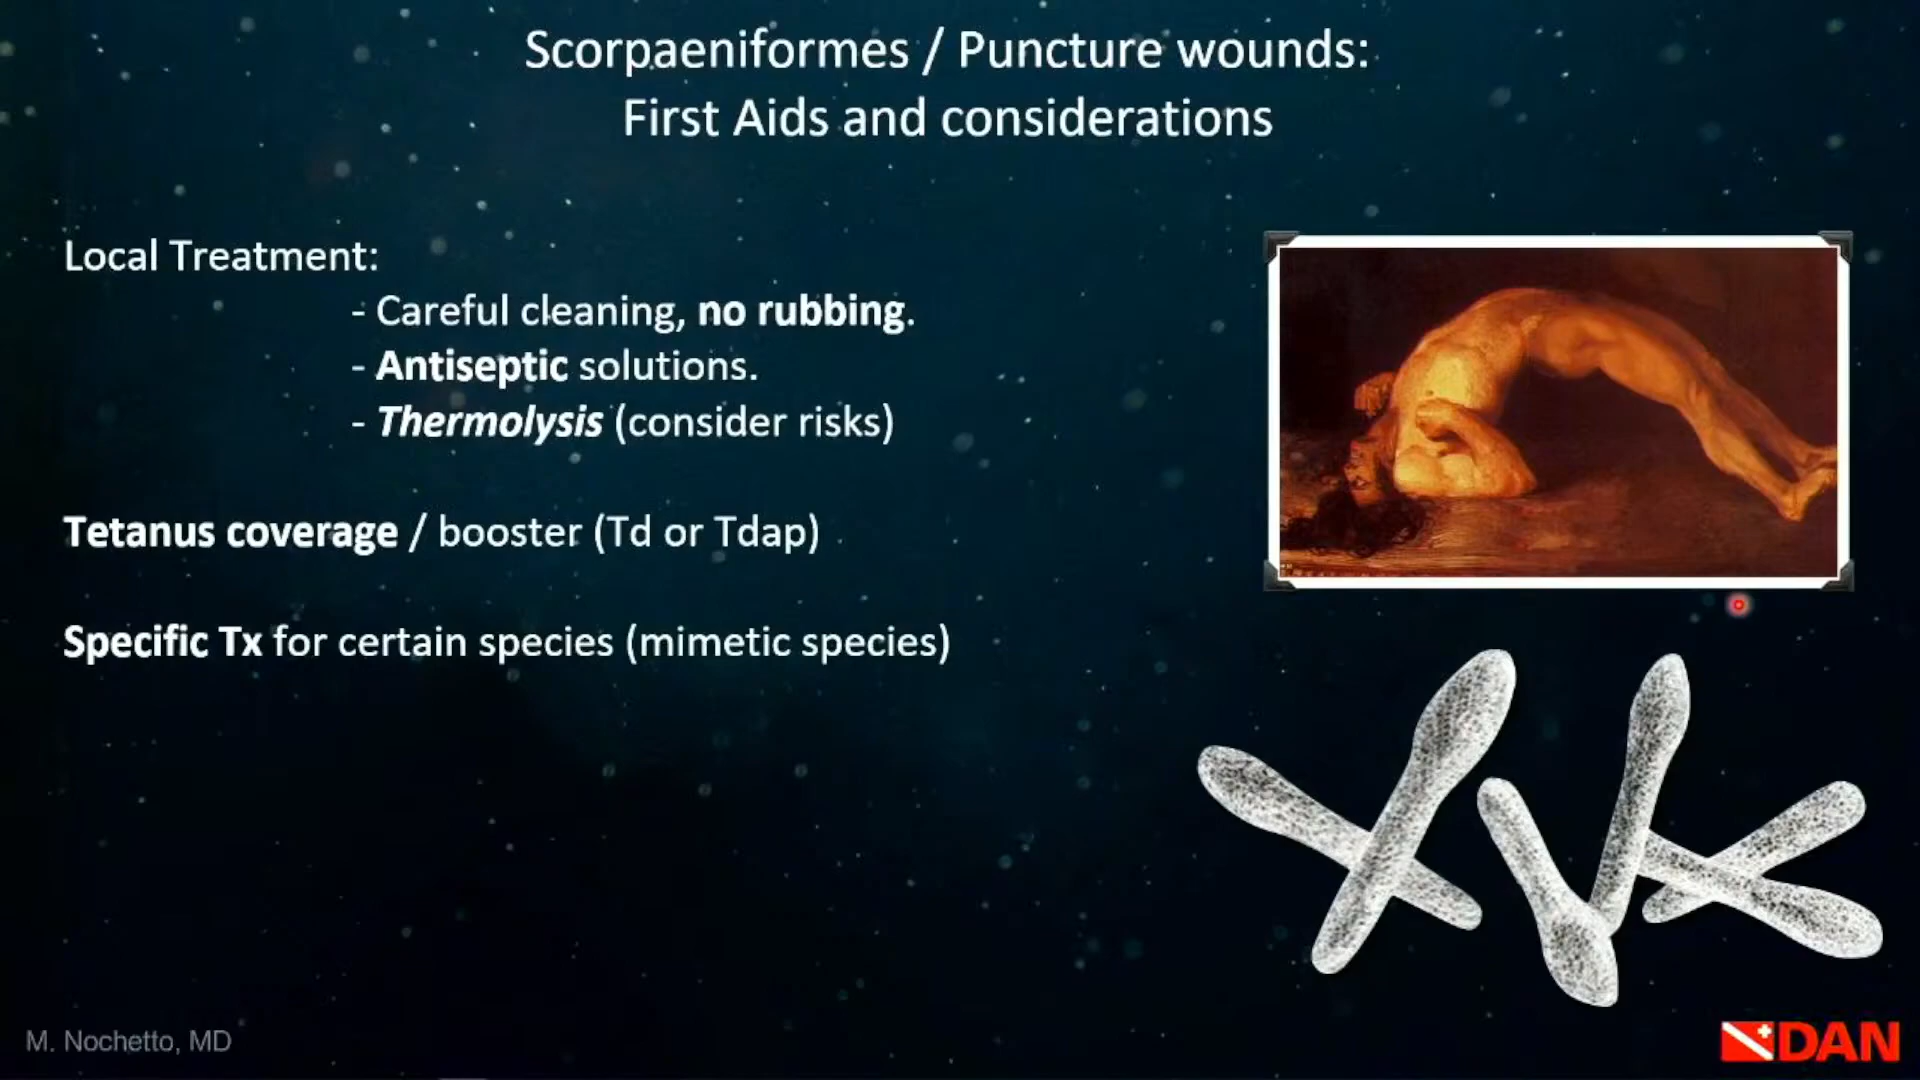 Scorpaeniformes / Puncture wounds:
First Aids and considerations
Local Treatment:
- Careful cleaning, no rubbing.
- Antiseptic solutions.
- Thermolysis (consider risks)
Tetanus coverage / booster (Td or Tdap)
Specific Tx for certain species (mimetic species)
M. Nochetto, MD
DAN